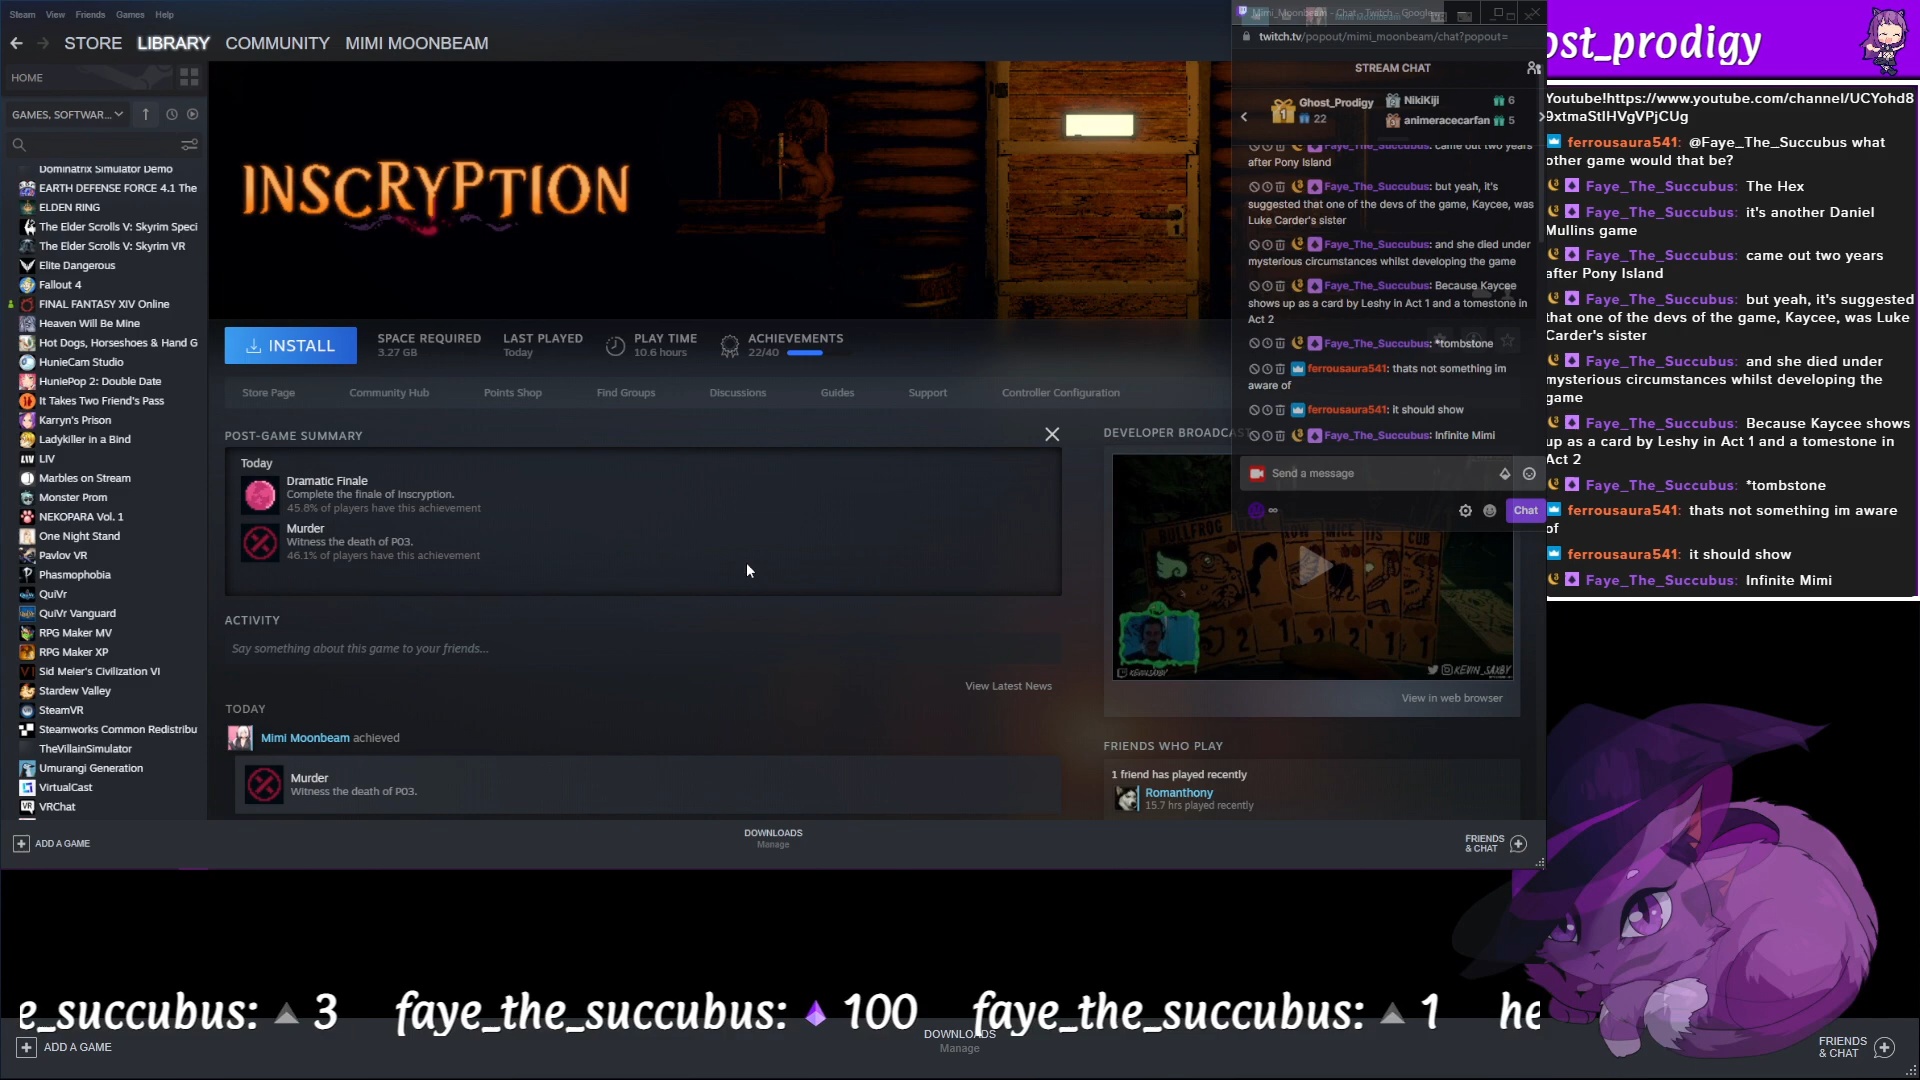 Steam View Friends Games Help
STORE LIBRARY COMMUNITY MIMI MOONBEAM
HOME
GAMES, SOFTWAR...
Dominatrix Simulator Demo
EARTH DEFENSE FORCE 4.1 The
ELDEN RING
The Elder Scrolls V: Skyrim Speci
The Elder Scrolls V: Skyrim VR
Elite Dangerous
Fallout 4
FINAL FANTASY XIV Online
Heaven Will Be Mine
Hot Dogs, Horseshoes & Hand G
HunieCam Studio
HuniePop 2: Double Date
It Takes Two Friend's Pass
Karryn's Prison
Ladykiller in a Bind
LIV
Marbles on Stream
Monster Prom
NEKOPARA Vol. 1
One Night Stand
Pavlov VR
Phasmophobia
QuiVr
QuiVr Vanguard
RPG Maker MV
RPG Maker XP
Sid Meier's Civilization VI
Stardew Valley
SteamVR
Steamworks Common Redistribu
TheVillainSimulator
Umurangi Generation
VirtualCast
VRChat
ADD A GAME
INSCRYPTION
INSTALL
SPACE REQUIRED
3.27 GB
LAST PLAYED
Today
PLAY TIME
10.6 hours
ACHIEVEMENTS
22/40
Store Page Community Hub Points Shop Find Groups Discussions Guides Support Controller Configuration
POST-GAME SUMMARY
Today
Dramatic Finale
Complete the finale of Inscryption.
45.8% of players have this achievement
Murder
Witness the death of P03.
46.1% of players have this achievement
ACTIVITY
Say something about this game to your friends...
View Latest News
TODAY
Mimi Moonbeam achieved
Murder
Witness the death of P03.
DEVELOPER BROADCAST
KEVINSAXBY
KEVIN_SAXBY
View in web browser
FRIENDS WHO PLAY
1 friend has played recently
Romanthony
15.7 hrs played recently
DOWNLOADS
Manage
FRIENDS
& CHAT
Mimi_Moonbeam - Chat - Twitch - Google
twitch.tv/popout/mimi_moonbeam/chat?popout=
STREAM CHAT
1 Ghost_Prodigy
22
NikiKiji 6
animeracecarfan 5
Faye_The_Succubus: came out two years
after Pony Island
Faye_The_Succubus: but yeah, it's
suggested that one of the devs of the game, Kaycee, was
Luke Carder's sister
Faye_The_Succubus: and she died under
mysterious circumstances whilst developing the game
Faye_The_Succubus: Because Kaycee
shows up as a card by Leshy in Act 1 and a tomestone in
Act 2
Faye_The_Succubus: *tombstone
ferrousaura541: thats not something im
aware of
ferrousaura541: it should show
Faye_The_Succubus: Infinite Mimi
Send a message
∞
Chat
ost_prodigy
Youtube!https://www.youtube.com/channel/UCYohd8
9xtmaStIHVgVPjCUg
ferrousaura541: @Faye_The_Succubus what
other game would that be?
Faye_The_Succubus: The Hex
Faye_The_Succubus: it's another Daniel
Mullins game
Faye_The_Succubus: came out two years
after Pony Island
Faye_The_Succubus: but yeah, it's suggested
that one of the devs of the game, Kaycee, was Luke
Carder's sister
Faye_The_Succubus: and she died under
mysterious circumstances whilst developing the
game
Faye_The_Succubus: Because Kaycee shows
up as a card by Leshy in Act 1 and a tomestone in
Act 2
Faye_The_Succubus: *tombstone
ferrousaura541: thats not something im aware
of
ferrousaura541: it should show
Faye_The_Succubus: Infinite Mimi
e_succubus: 3 faye_the_succubus: 100 faye_the_succubus: 1 he
ADD A GAME
DOWNLOADS
Manage
FRIENDS
& CHAT